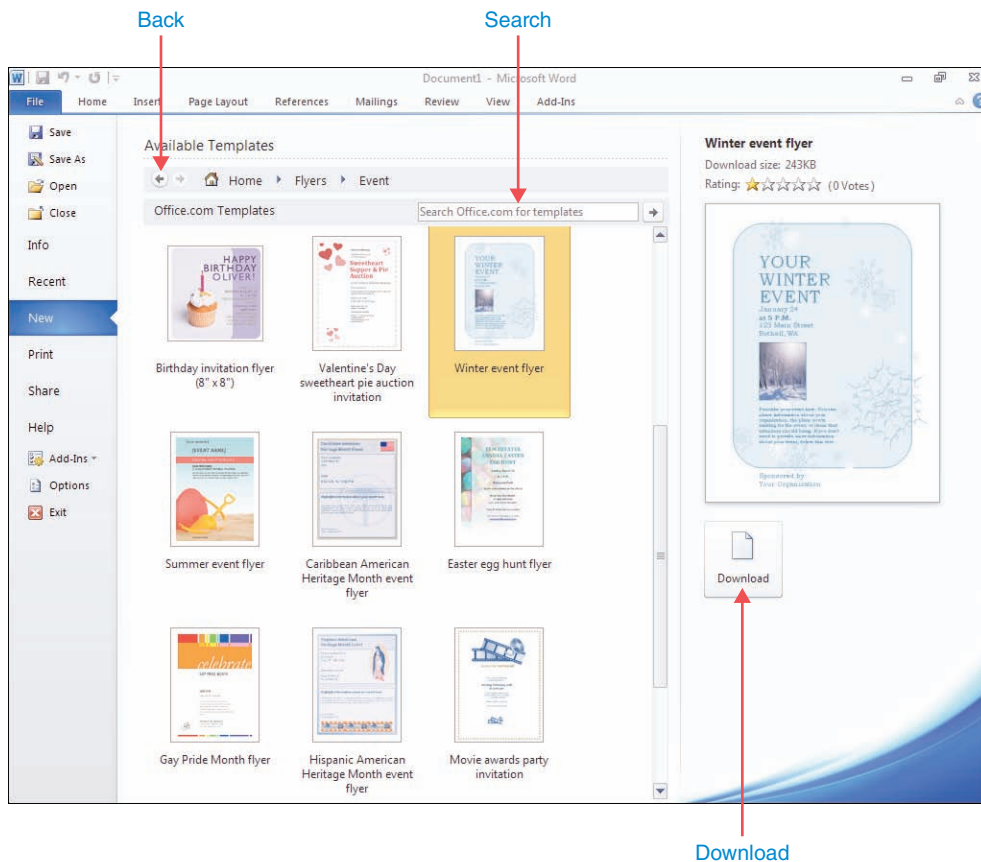 Back
Search
W
Document1 - Microsoft Word
File Home Insert Page Layout References Mailings Review View Add-Ins
Save
Save As
Open
Close
Info
Recent
New
Print
Share
Help
Add-Ins
Options
Exit
Available Templates
Home Flyers Event
Office.com Templates
Search Office.com for templates
HAPPY
BIRTHDAY
OLIVER!
Sweetheart
Supper & Pie
Auction
YOUR
WINTER
EVENT
Birthday invitation flyer
(8" x 8")
Valentine's Day
sweetheart pie auction
invitation
Winter event flyer
[EVENT NAME]
Summer event flyer
Caribbean American
Heritage Month event
flyer
Easter egg hunt flyer
celebrate
Gay Pride Month flyer
Hispanic American
Heritage Month event
flyer
Movie awards party
invitation
Winter event flyer
Download size: 243KB
Rating: (0 Votes)
YOUR
WINTER
EVENT
January 24
at 5 P.M.
123 Main Street
Bothell, WA
Sponsored by
Your Organization
Download
Download